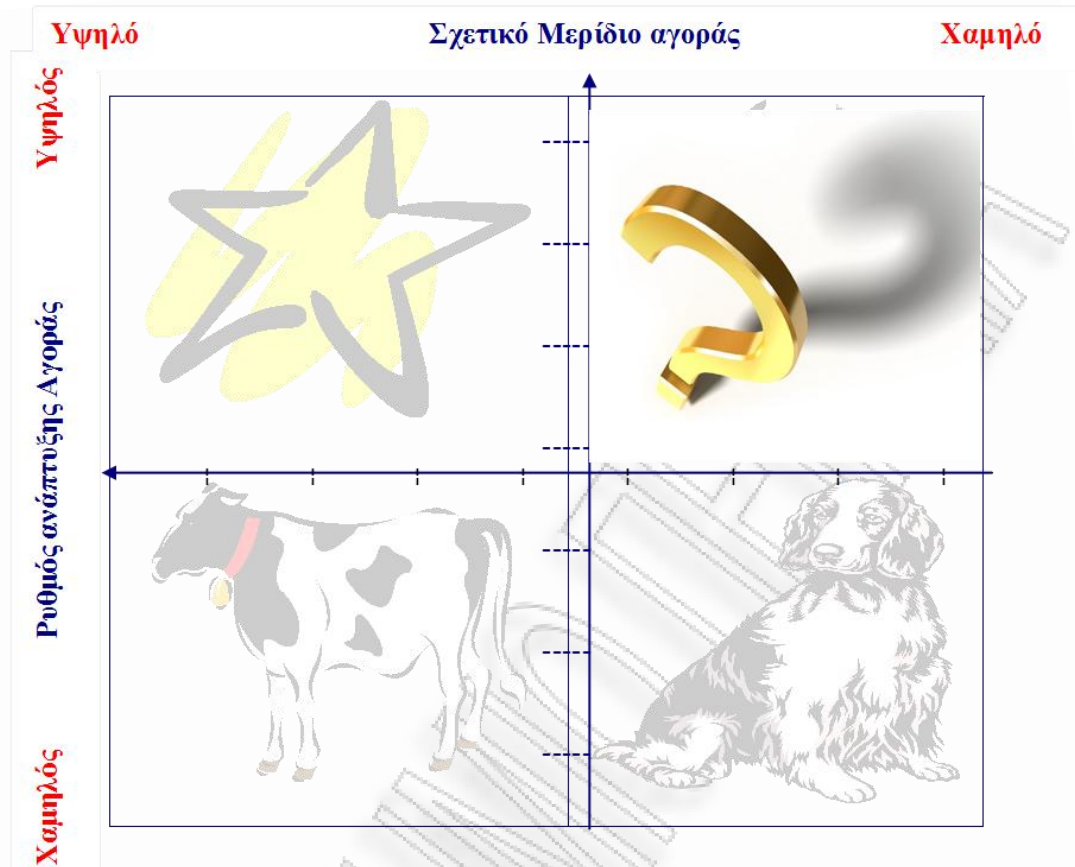 Υψηλό
Σχετικό Μερίδιο αγοράς
Χαμηλό
Υψηλός
Ρυθμός ανάπτυξης Αγοράς
Χαμηλός